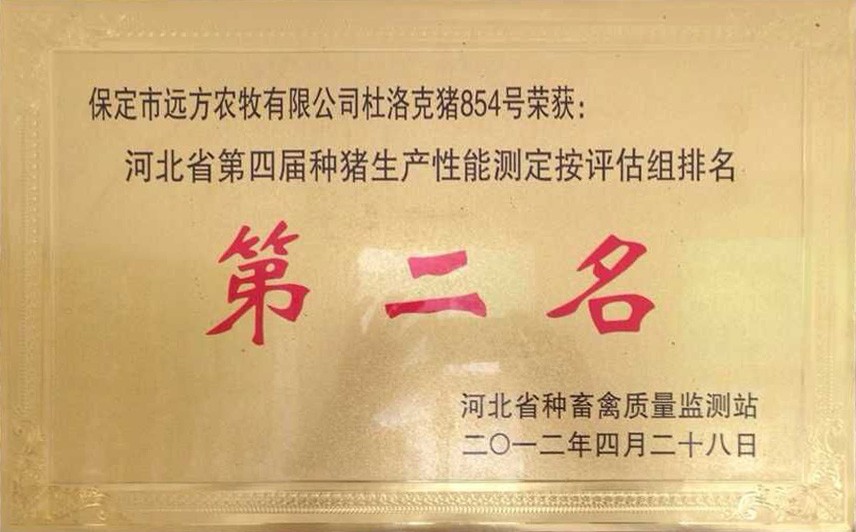 保定市远方农牧有限公司杜洛克猪854号荣获：
河北省第四届种猪生产性能测定按评估组排名
第二名
河北省种畜禽质量监测站
二〇一二年四月二十八日